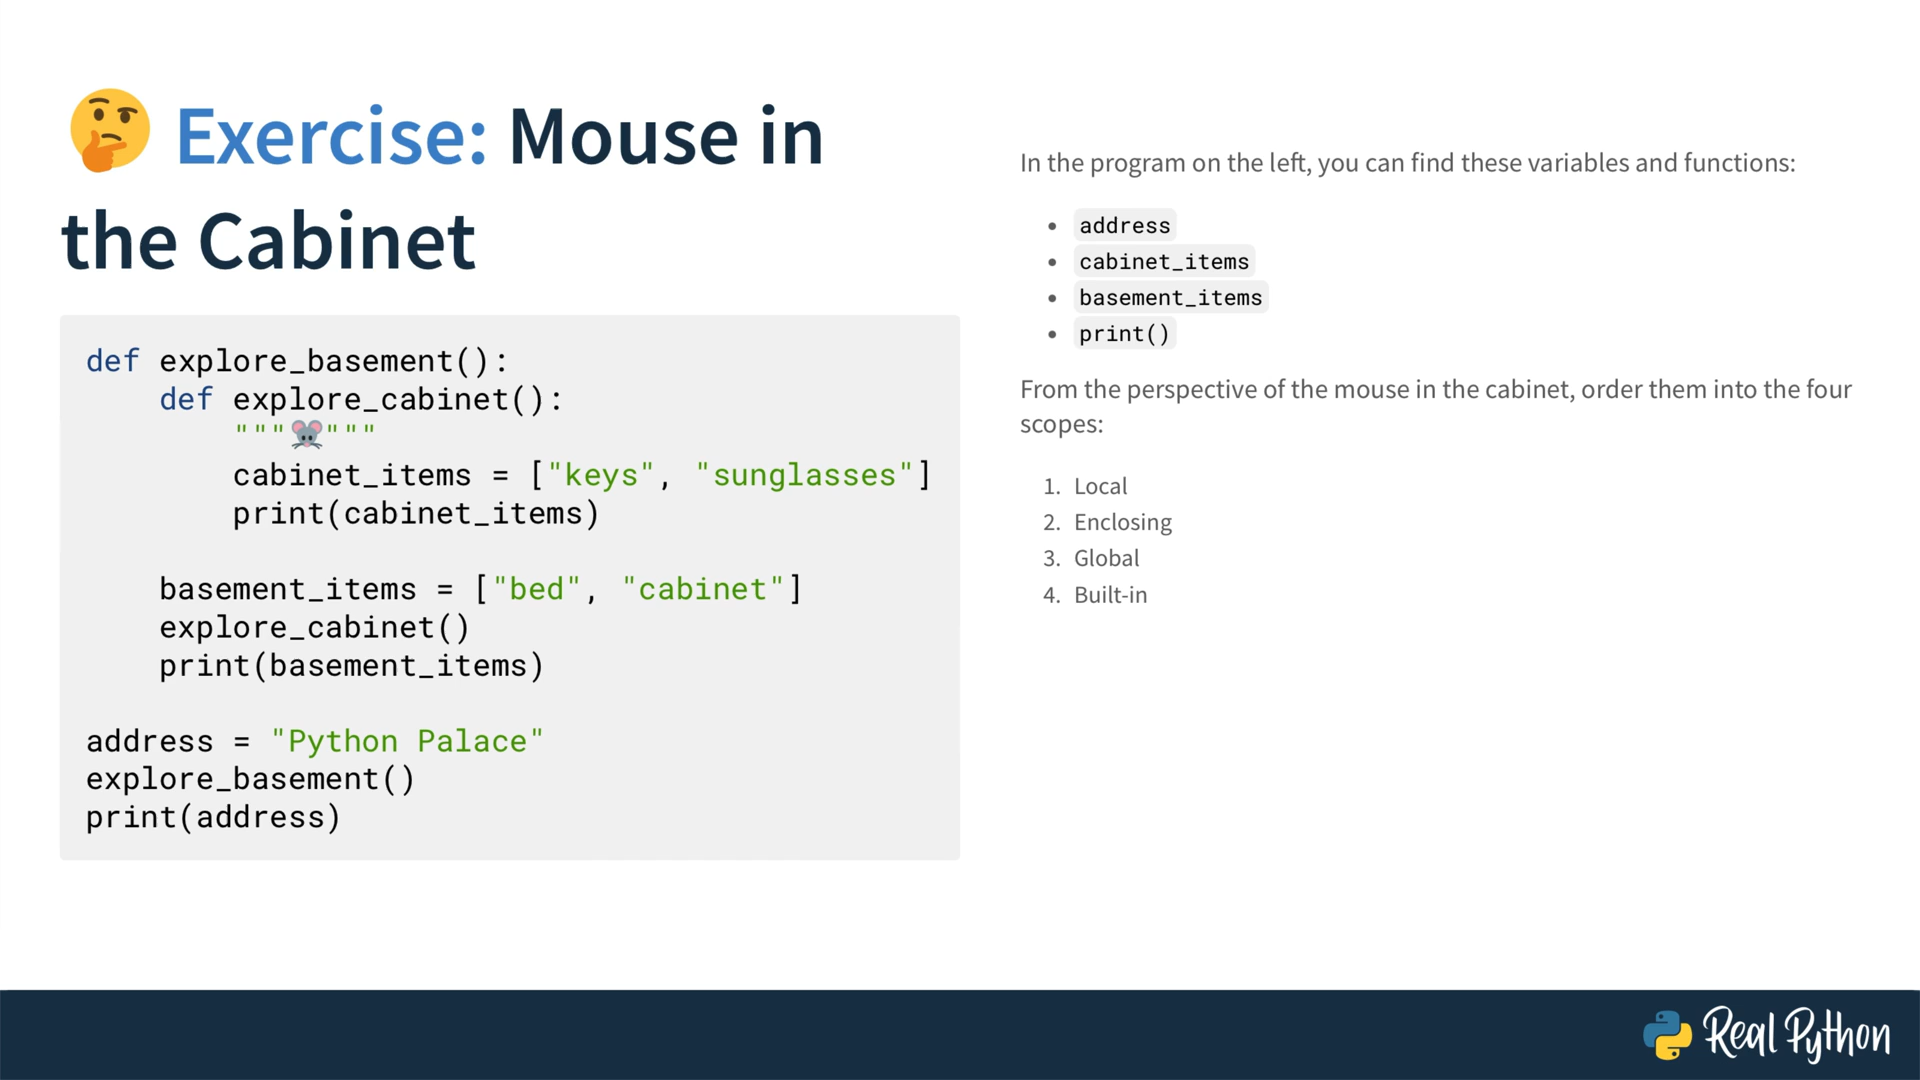 🤔 Exercise: Mouse in
the Cabinet
def explore_basement():
    def explore_cabinet():
        """🐭"""
        cabinet_items = ["keys", "sunglasses"]
        print(cabinet_items)

    basement_items = ["bed", "cabinet"]
    explore_cabinet()
    print(basement_items)

address = "Python Palace"
explore_basement()
print(address)
In the program on the left, you can find these variables and functions:
• address
• cabinet_items
• basement_items
• print()
From the perspective of the mouse in the cabinet, order them into the four
scopes:
1. Local
2. Enclosing
3. Global
4. Built-in
Real Python